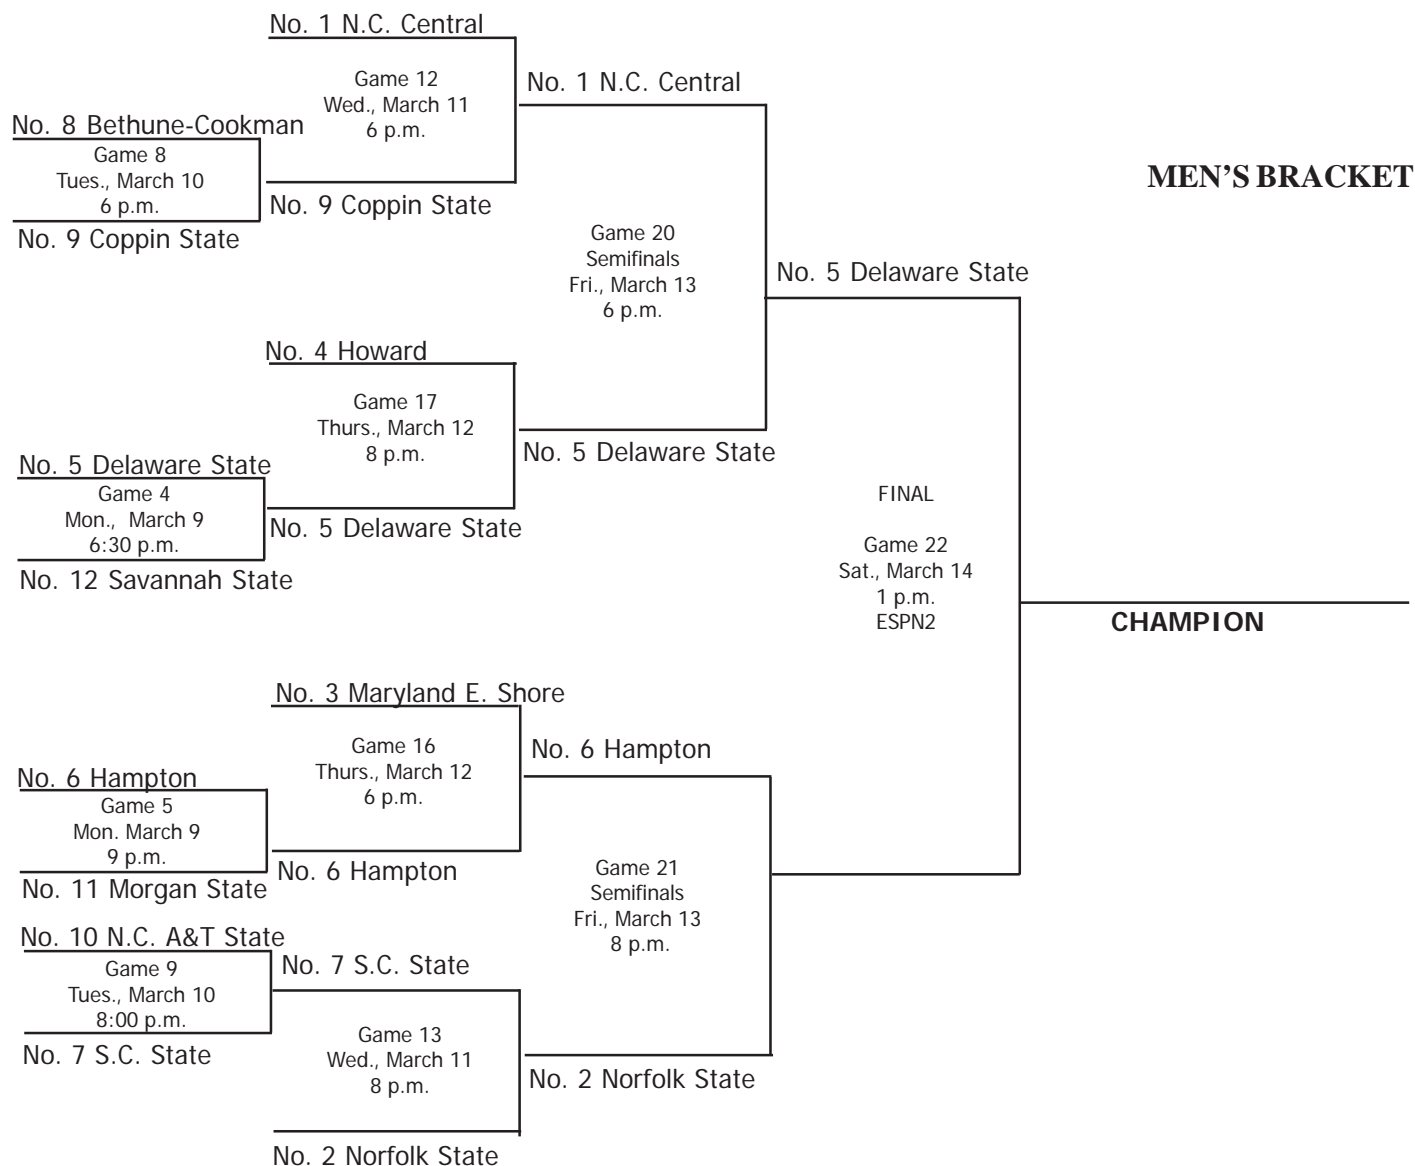 No. 1 N.C. Central
Game 12
Wed., March 11
6 p.m.
No. 1 N.C. Central
No. 8 Bethune-Cookman
Game 8
Tues., March 10
6 p.m.
No. 9 Coppin State
No. 9 Coppin State
MEN'S BRACKET
Game 20
Semifinals
Fri., March 13
6 p.m.
No. 5 Delaware State
No. 4 Howard
Game 17
Thurs., March 12
8 p.m.
No. 5 Delaware State
No. 5 Delaware State
Game 4
Mon., March 9
6:30 p.m.
No. 5 Delaware State
No. 12 Savannah State
FINAL
Game 22
Sat., March 14
1 p.m.
ESPN2
CHAMPION
No. 3 Maryland E. Shore
Game 16
Thurs., March 12
6 p.m.
No. 6 Hampton
No. 6 Hampton
Game 5
Mon. March 9
9 p.m.
No. 6 Hampton
No. 11 Morgan State
Game 21
Semifinals
Fri., March 13
8 p.m.
No. 10 N.C. A&T State
Game 9
Tues., March 10
8:00 p.m.
No. 7 S.C. State
No. 7 S.C. State
Game 13
Wed., March 11
8 p.m.
No. 2 Norfolk State
No. 2 Norfolk State